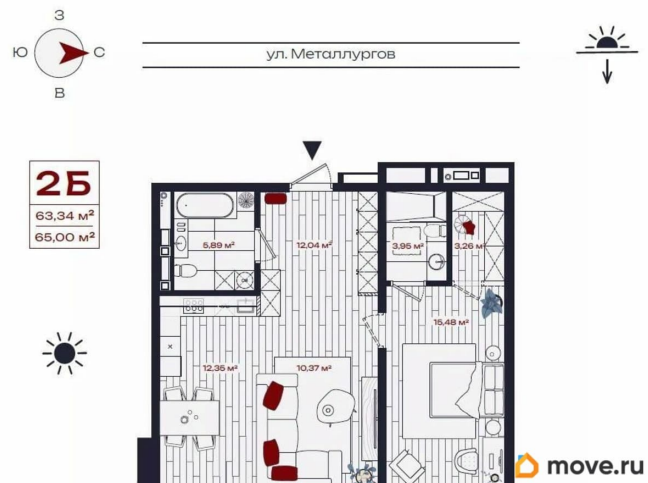 З
Ю
С
В
ул. Металлургов
2Б
63,34 м²
65,00 м²
5,89 м²
12,04 м²
3,95 м²
3,26 м²
15,48 м²
12,35 м²
10,37 м²
move.ru